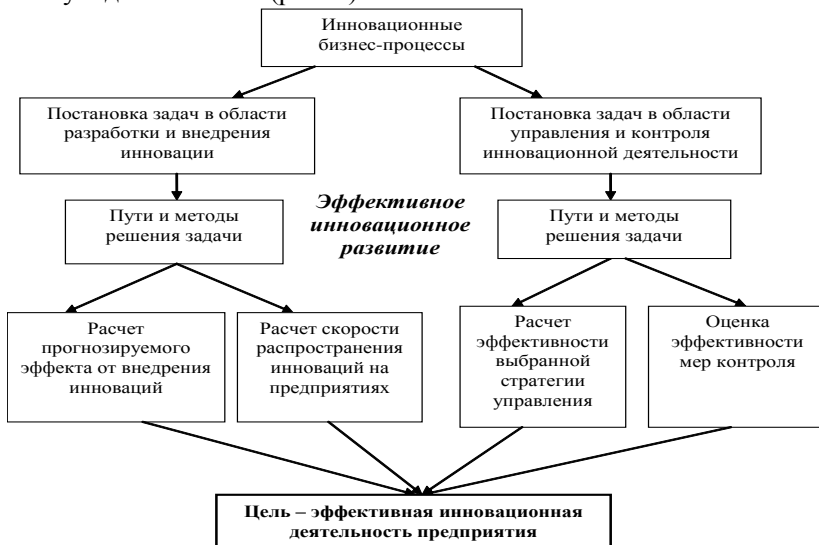 Инновационные
бизнес-процессы
Постановка задач в области
разработки и внедрения
инновации
Постановка задач в области
управления и контроля
инновационной деятельности
Эффективное
инновационное
развитие
Пути и методы
решения задачи
Пути и методы
решения задачи
Расчет
прогнозируемого
эффекта от внедрения
инноваций
Расчет скорости
распространения
инноваций на
предприятиях
Расчет
эффективности
выбранной
стратегии
управления
Оценка
эффективности
мер контроля
Цель – эффективная инновационная
деятельность предприятия